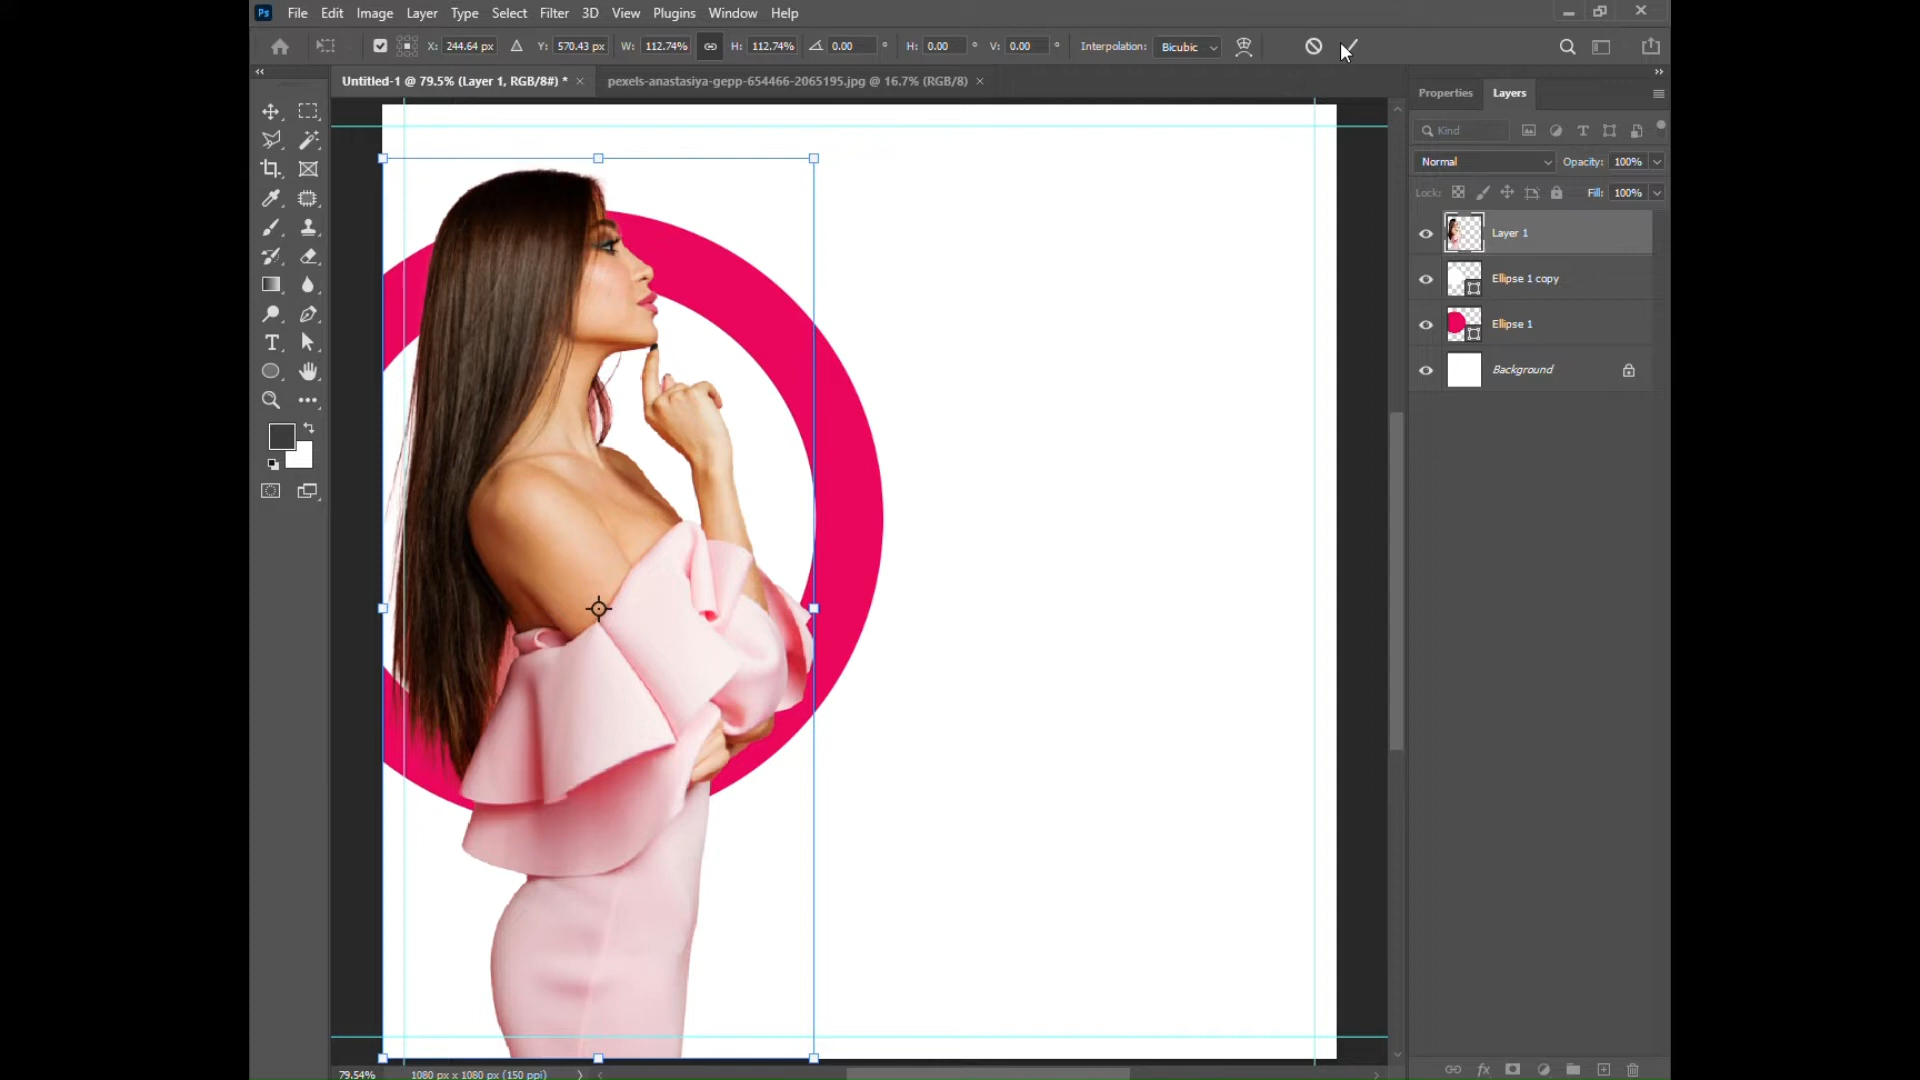 Ps File Edit Image Layer Type Select Filter 3D View Plugins Window Help
X: 244.64 px Y: 570.43 px W: 112.74% H: 112.74% 0.00 ° H: 0.00 ° V: 0.00 ° Interpolation: Bicubic
Untitled-1 @ 79.5% (Layer 1, RGB/8#) * × pexels-anastasiya-gepp-654466-2065195.jpg @ 16.7% (RGB/8) ×
Properties Layers
Kind
Normal Opacity: 100%
Lock: Fill: 100%
Layer 1
Ellipse 1 copy
Ellipse 1
Background
79.54% 1080 px x 1080 px (150 ppi)